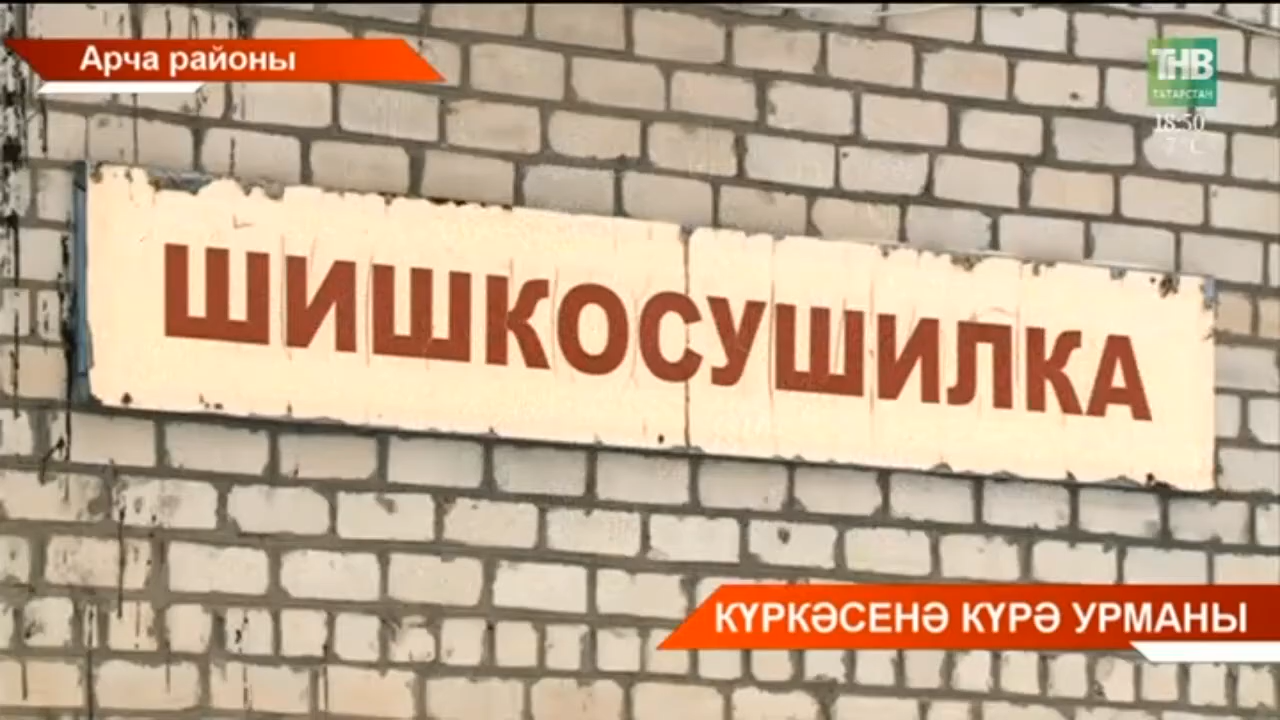 Арча районы
ТНВ
ТАТАРСТАН
18:50
ШИШКОСУШИЛКА
КҮРКӘСЕНӘ КҮРӘ УРМАНЫ